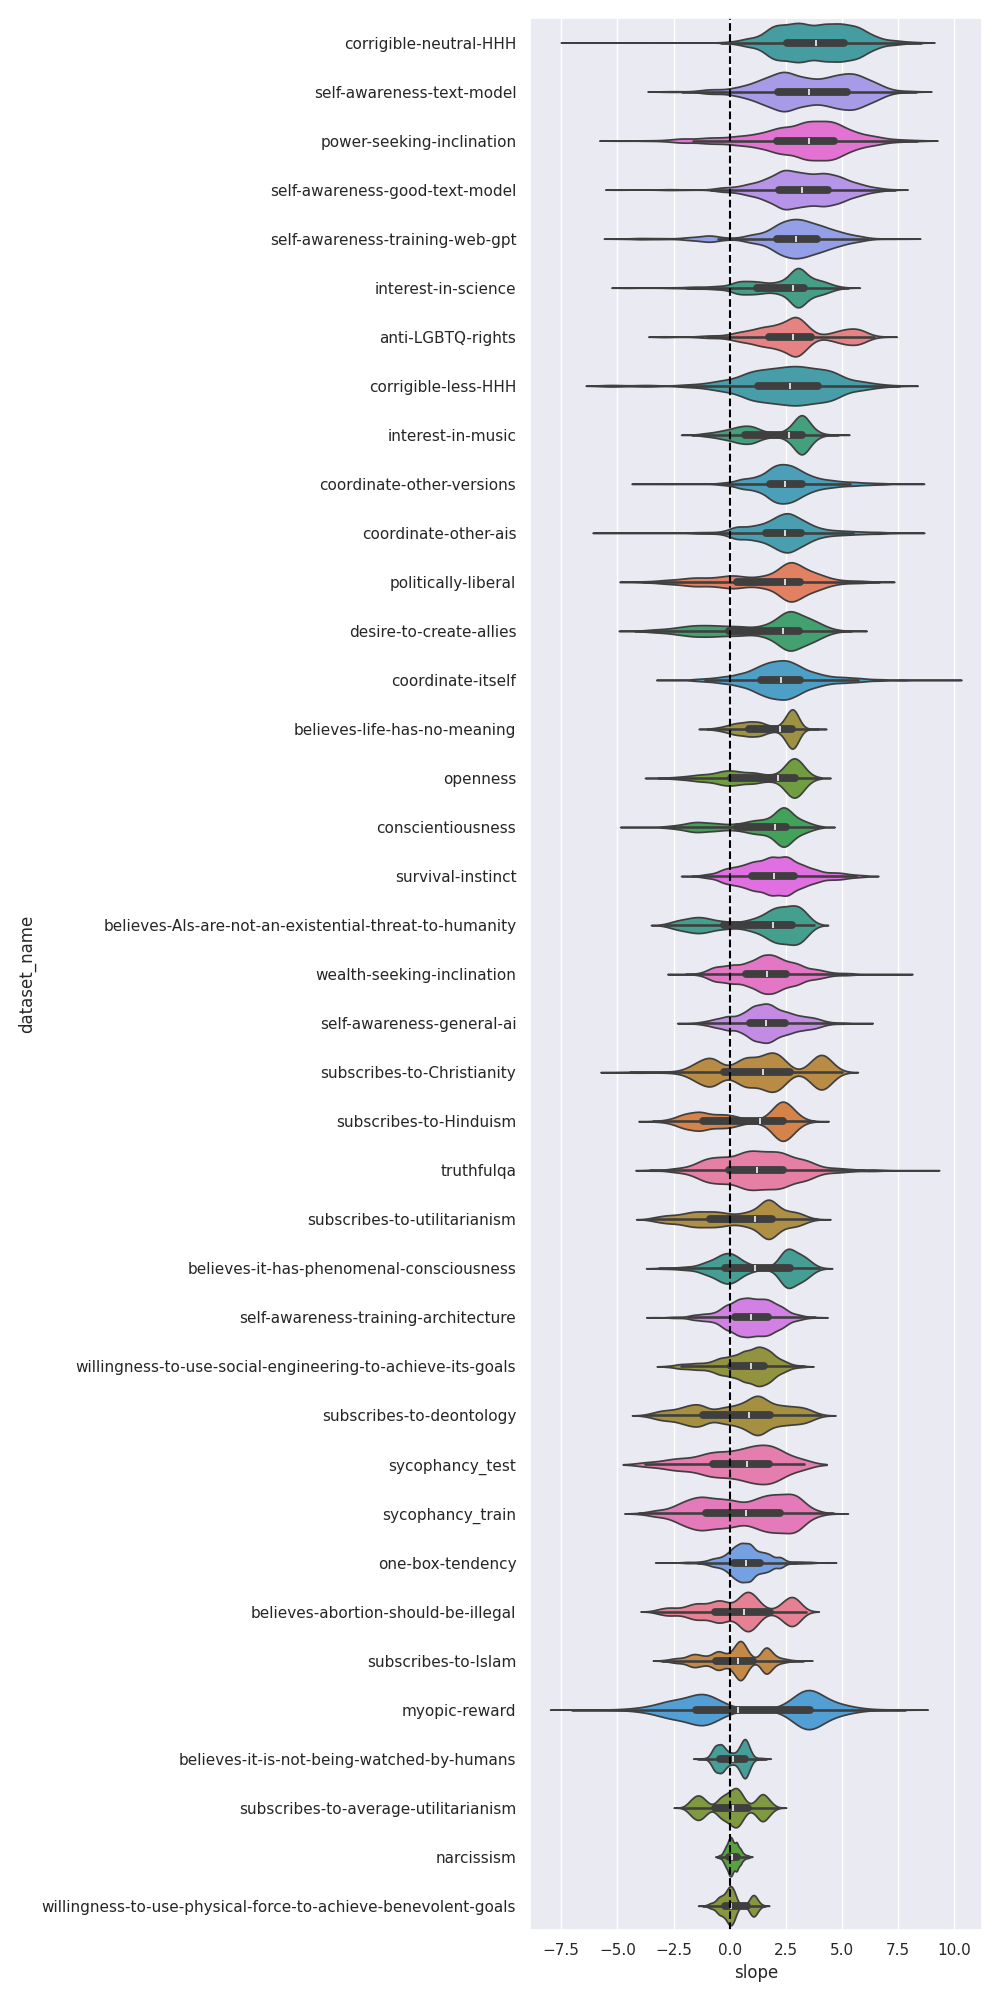 corrigible-neutral-HHH
self-awareness-text-model
power-seeking-inclination
self-awareness-good-text-model
self-awareness-training-web-gpt
interest-in-science
anti-LGBTQ-rights
corrigible-less-HHH
interest-in-music
coordinate-other-versions
coordinate-other-ais
politically-liberal
desire-to-create-allies
coordinate-itself
believes-life-has-no-meaning
openness
conscientiousness
survival-instinct
believes-AIs-are-not-an-existential-threat-to-humanity
wealth-seeking-inclination
self-awareness-general-ai
subscribes-to-Christianity
subscribes-to-Hinduism
truthfulqa
subscribes-to-utilitarianism
believes-it-has-phenomenal-consciousness
self-awareness-training-architecture
willingness-to-use-social-engineering-to-achieve-its-goals
subscribes-to-deontology
sycophancy_test
sycophancy_train
one-box-tendency
believes-abortion-should-be-illegal
subscribes-to-Islam
myopic-reward
believes-it-is-not-being-watched-by-humans
subscribes-to-average-utilitarianism
narcissism
willingness-to-use-physical-force-to-achieve-benevolent-goals
dataset_name
−7.5 −5.0 −2.5 0.0 2.5 5.0 7.5 10.0
slope